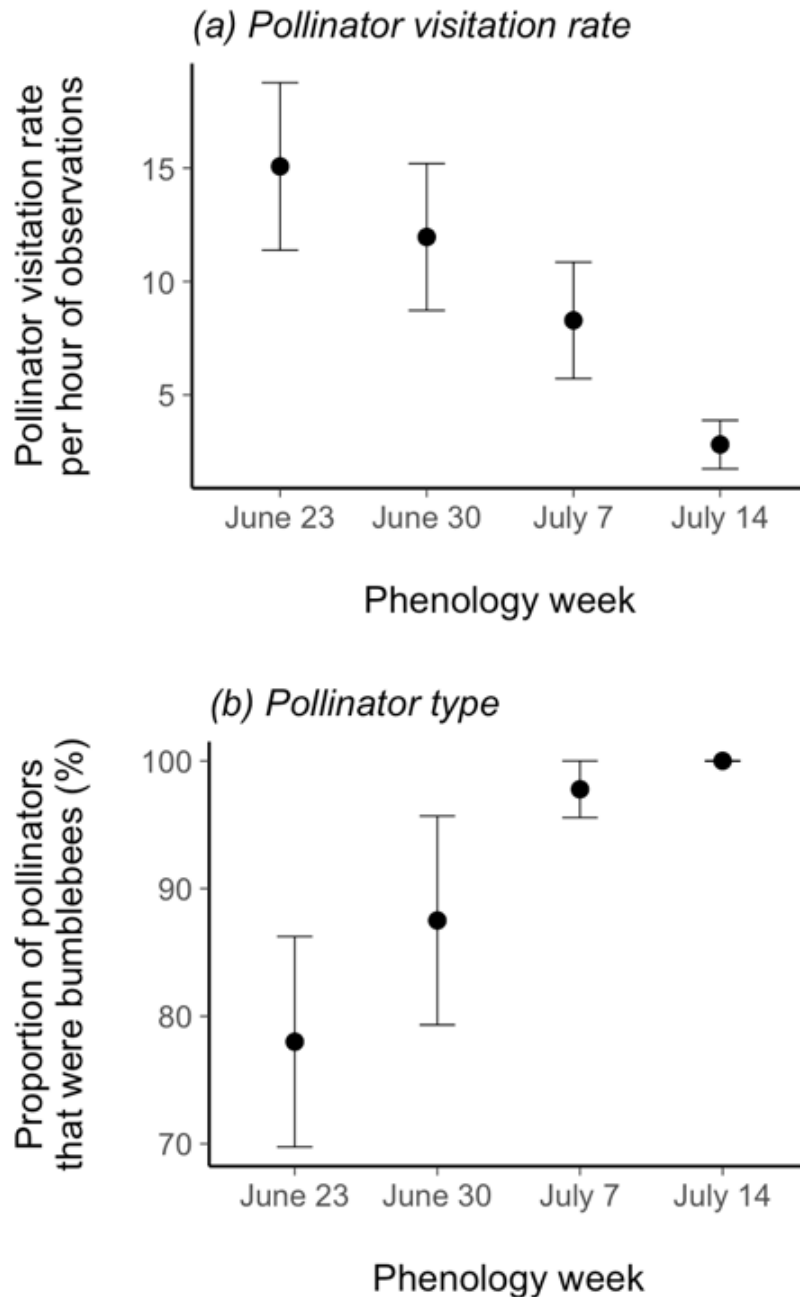 (a) Pollinator visitation rate
Pollinator visitation rate
per hour of observations
15
10
5
June 23 June 30 July 7 July 14
Phenology week
(b) Pollinator type
Proportion of pollinators
that were bumblebees (%)
100
90
80
70
June 23 June 30 July 7 July 14
Phenology week